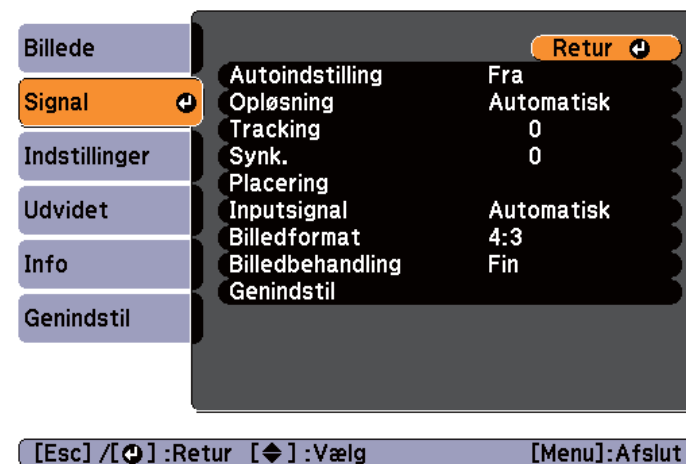 Billede
Signal
Indstillinger
Udvidet
Info
Genindstil
Retur
Autoindstilling Fra
Opløsning Automatisk
Tracking 0
Synk. 0
Placering
Inputsignal Automatisk
Billedformat 4:3
Billedbehandling Fin
Genindstil
[Esc] /[⏎] :Retur [◆] :Vælg [Menu]:Afslut